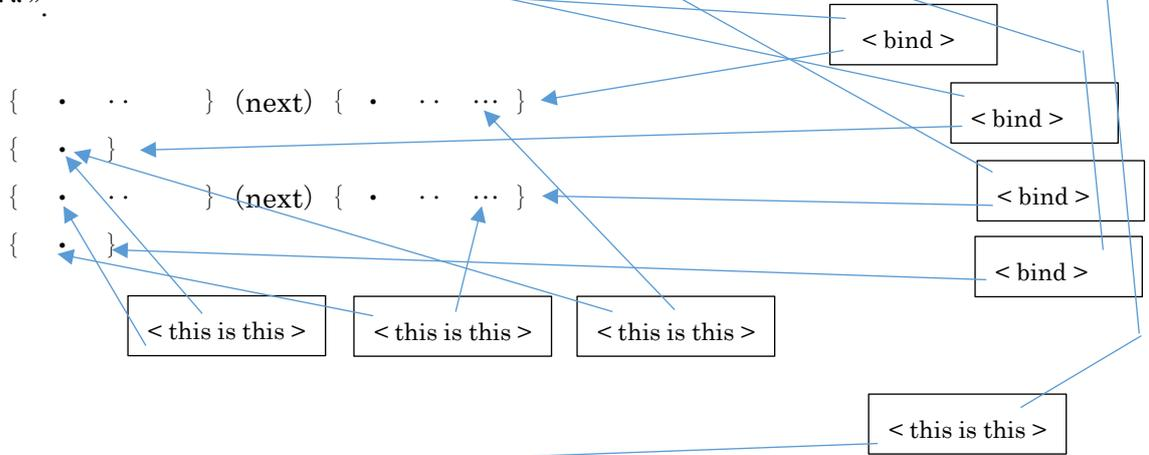 < bind >
{ · ·· } (next) { · ·· ··· }
< bind >
{ · }
{ · ·· } (next) { · ·· ··· }
< bind >
{ · }
< bind >
< this is this > < this is this > < this is this >
< this is this >